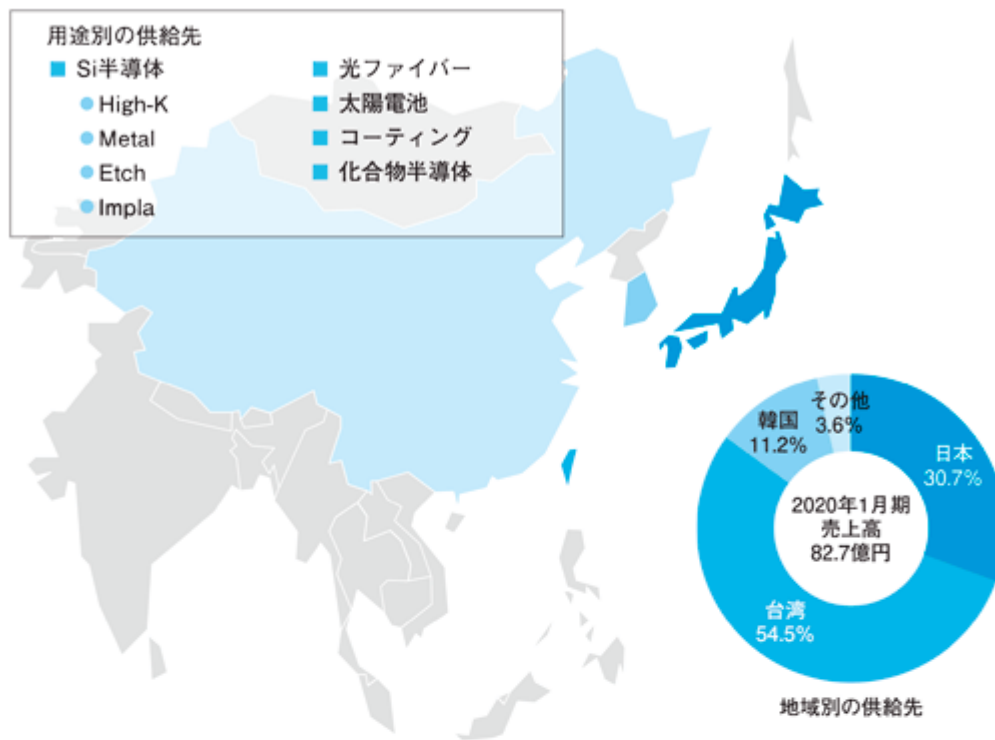 用途別の供給先
Si半導体
High-K
Metal
Etch
Impla
光ファイバー
太陽電池
コーティング
化合物半導体
その他
3.6%
韓国
11.2%
日本
30.7%
2020年1月期
売上高
82.7億円
台湾
54.5%
地域別の供給先